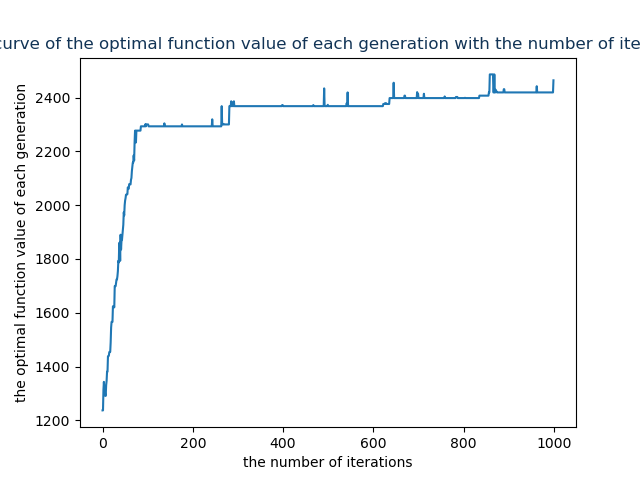 curve of the optimal function value of each generation with the number of ite
the optimal function value of each generation
2400
2200
2000
1800
1600
1400
1200
0 200 400 600 800 1000
the number of iterations